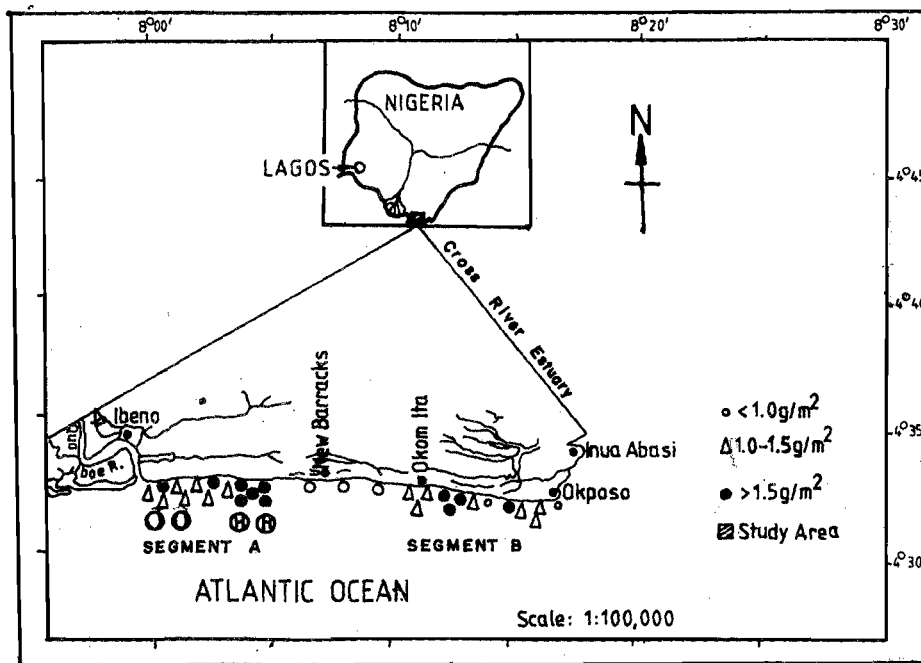 8°00' 8°10' 8°20' 8°30'
NIGERIA
LAGOS
N
4°45
4°40
4°35
4°30
Cross River Estuary
Ibeno
New Barracks
Okom Ita
Inua Abasi
Okposo
boe R.
<1.0g/m²
1.0-1.5g/m²
>1.5g/m²
Study Area
SEGMENT A
SEGMENT B
ATLANTIC OCEAN
Scale: 1:100,000